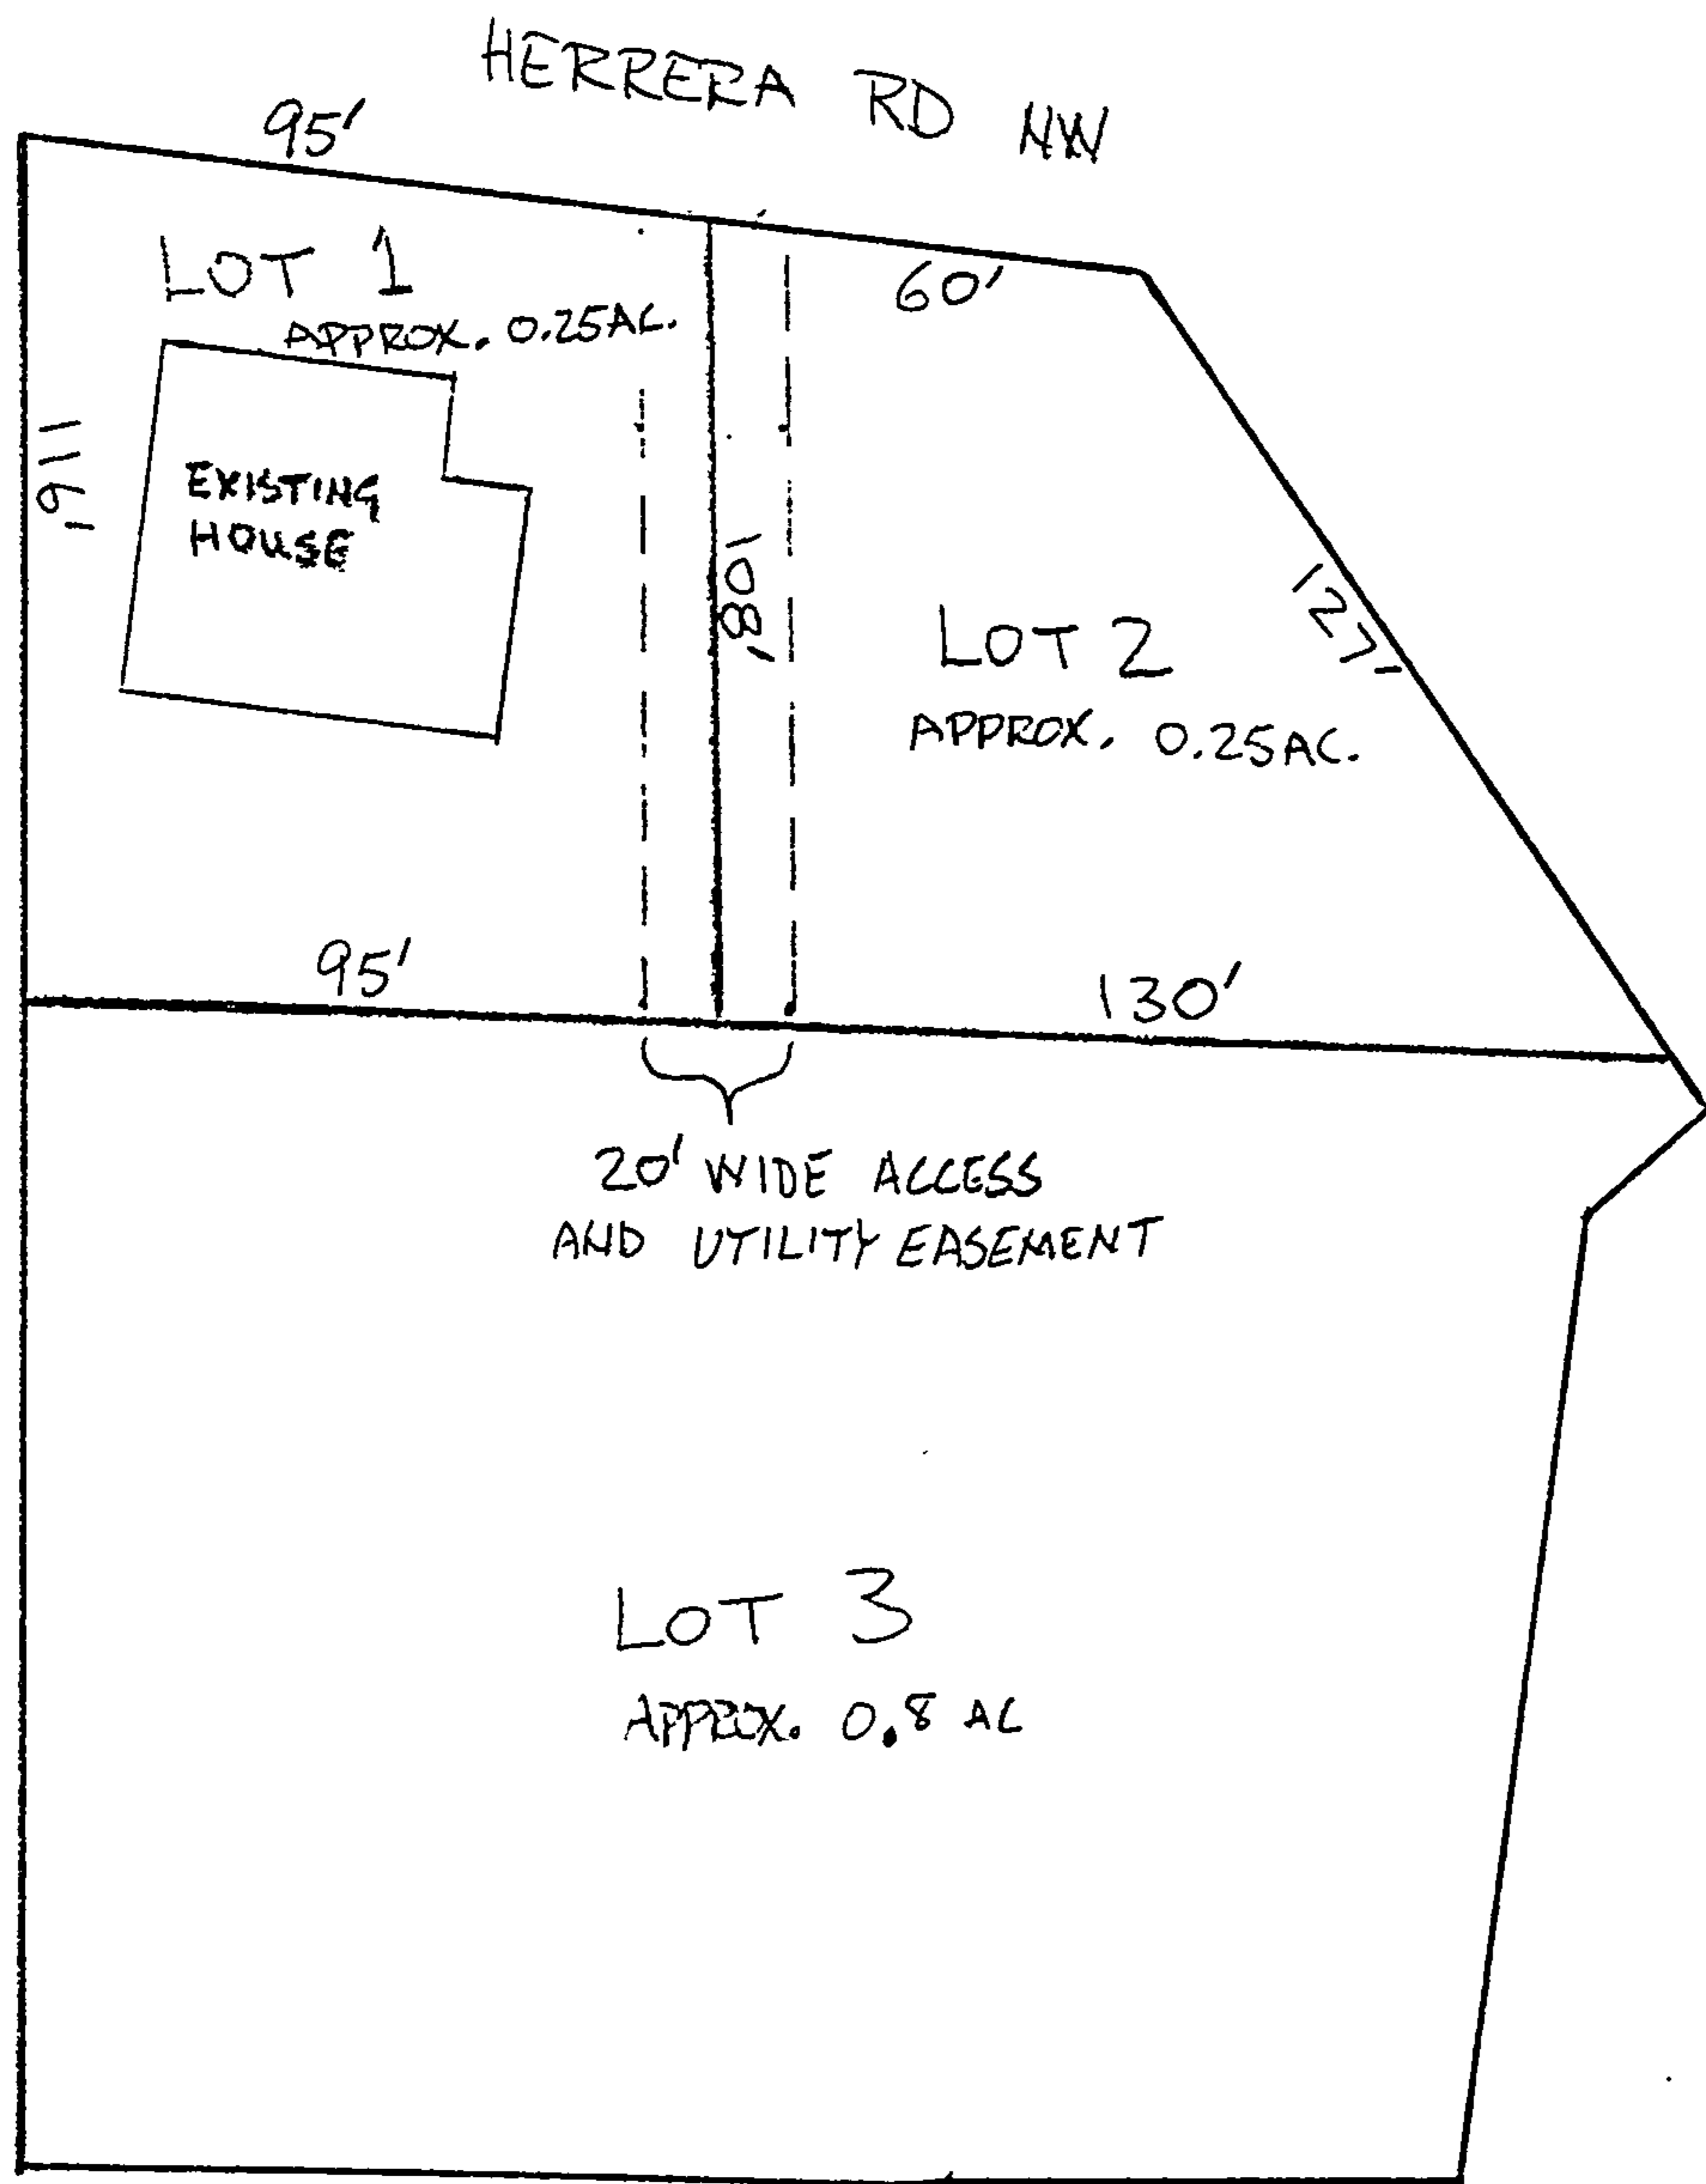 HERRERA RD NW
95'
LOT 1
APPROX. 0.25AC.
60'
116'
EXISTING
HOUSE
108'
LOT 2
APPROX. 0.25AC.
127'
95'
130'
20' WIDE ACCESS
AND UTILITY EASEMENT
LOT 3
APPROX. 0.8 AC